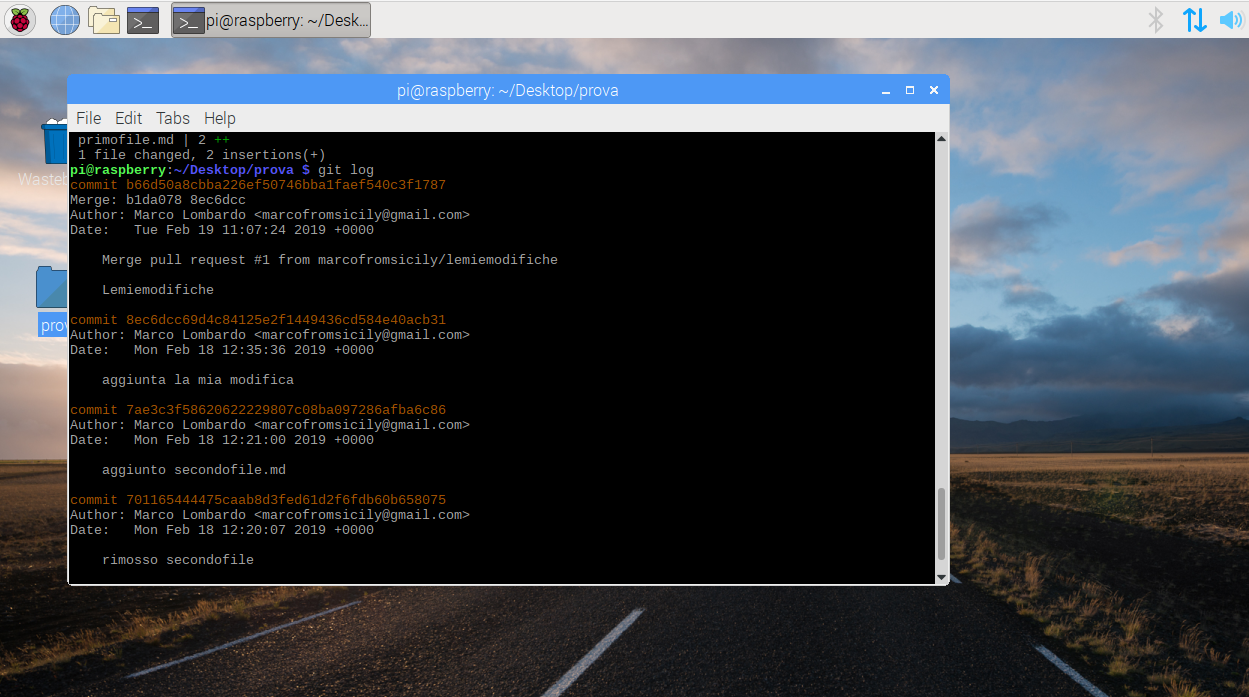 pi@raspberry: ~/Desk...
pi@raspberry: ~/Desktop/prova
File Edit Tabs Help
primofile.md | 2 ++
1 file changed, 2 insertions(+)
pi@raspberry:~/Desktop/prova $ git log
commit b66d50a8cbba226ef50746bba1faef540c3f1787
Merge: b1da078 8ec6dcc
Author: Marco Lombardo <marcofromsicily@gmail.com>
Date:   Tue Feb 19 11:07:24 2019 +0000
Merge pull request #1 from marcofromsicily/lemiemodifiche
Lemiemodifiche
commit 8ec6dcc69d4c84125e2f1449436cd584e40acb31
Author: Marco Lombardo <marcofromsicily@gmail.com>
Date:   Mon Feb 18 12:35:36 2019 +0000
aggiunta la mia modifica
commit 7ae3c3f58620622229807c08ba097286afba6c86
Author: Marco Lombardo <marcofromsicily@gmail.com>
Date:   Mon Feb 18 12:21:00 2019 +0000
aggiunto secondofile.md
commit 701165444475caab8d3fed61d2f6fdb60b658075
Author: Marco Lombardo <marcofromsicily@gmail.com>
Date:   Mon Feb 18 12:20:07 2019 +0000
rimosso secondofile
Wasteb
prov